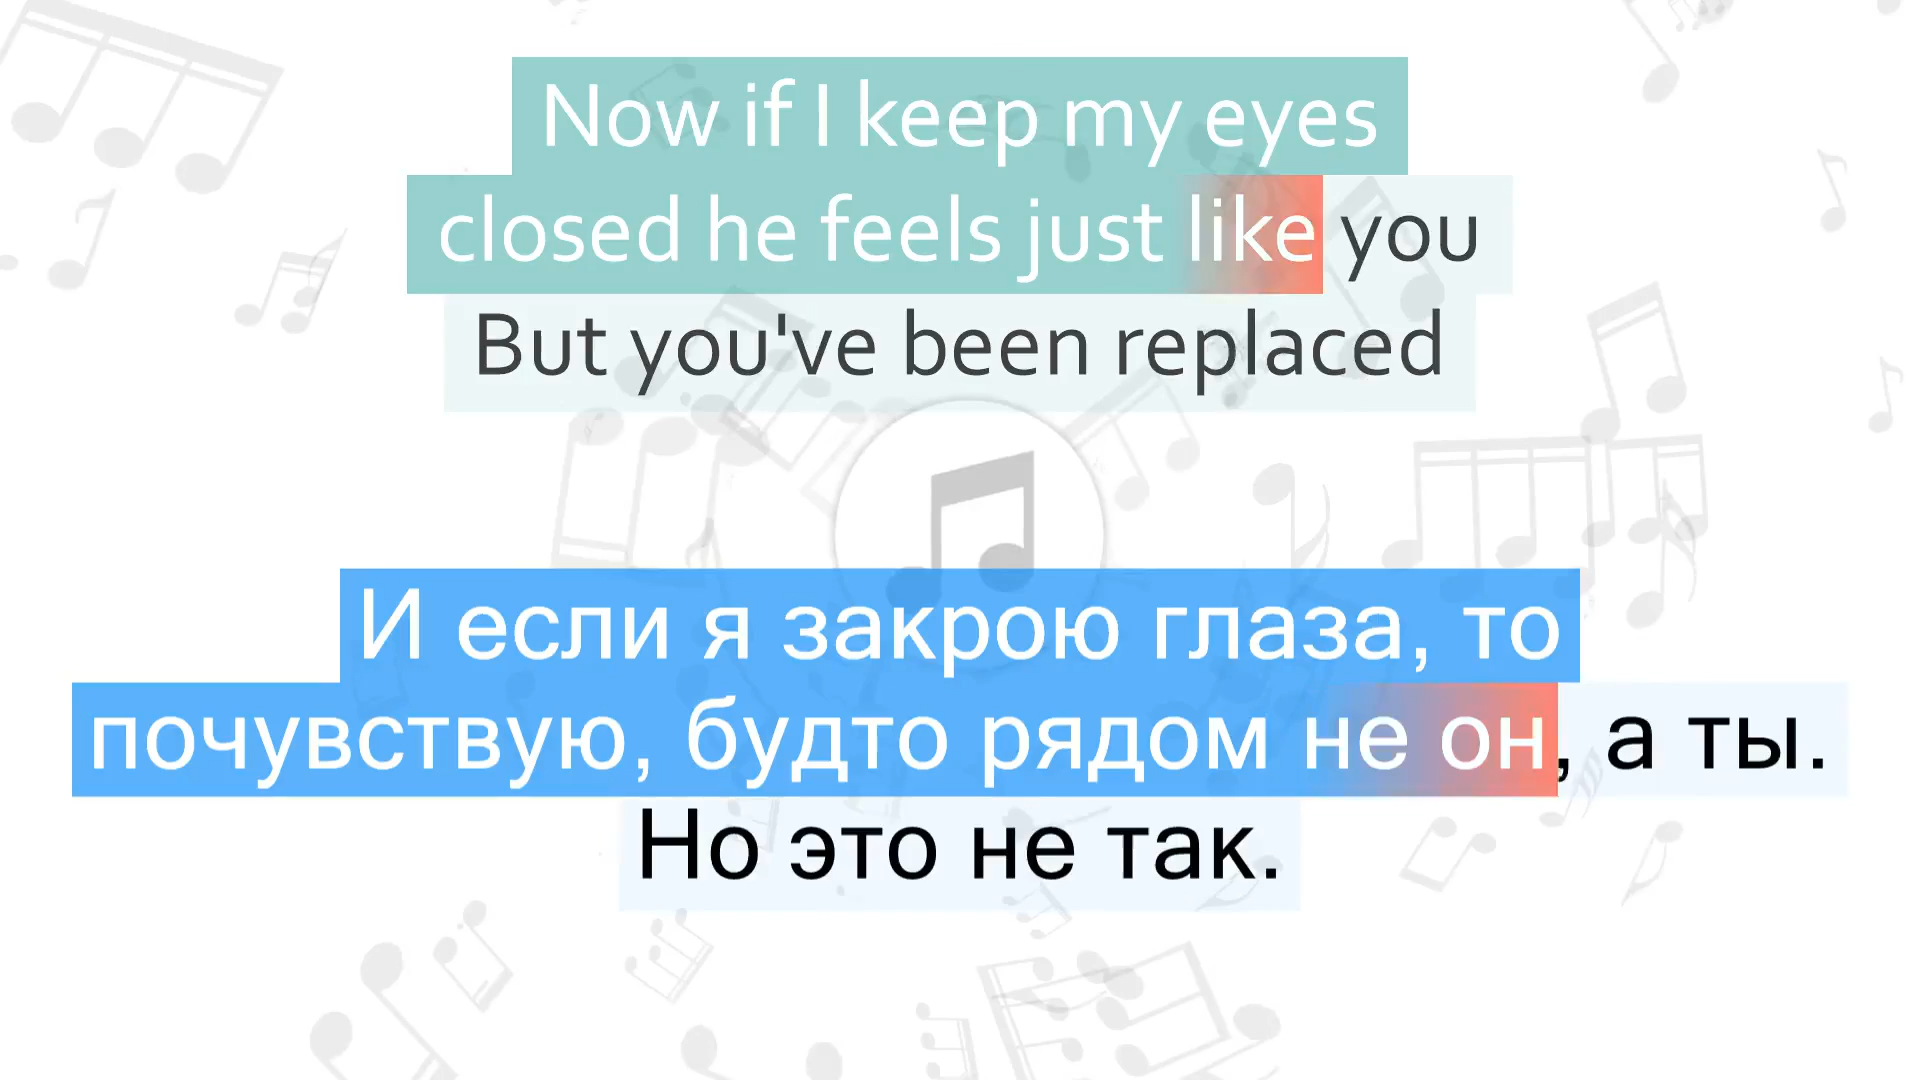 Now if I keep my eyes
closed he feels just like you
But you've been replaced
И если я закрою глаза, то
почувствую, будто рядом не он, а ты.
Но это не так.